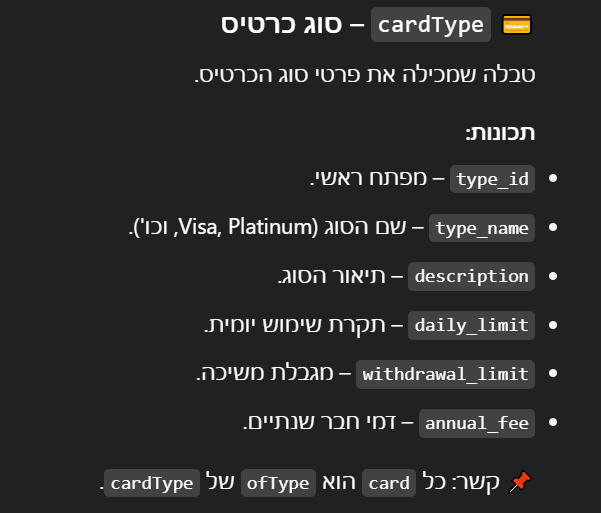 💳 cardType – סוג כרטיס
טבלה שמכילה את פרטי סוג הכרטיס.
תכונות:
• type_id – מפתח ראשי.
• type_name – שם הסוג (Visa, Platinum, וכו').
• description – תיאור הסוג.
• daily_limit – תקרת שימוש יומית.
• withdrawal_limit – מגבלת משיכה.
• annual_fee – דמי חבר שנתיים.
📌 קשר: כל card הוא ofType של cardType.